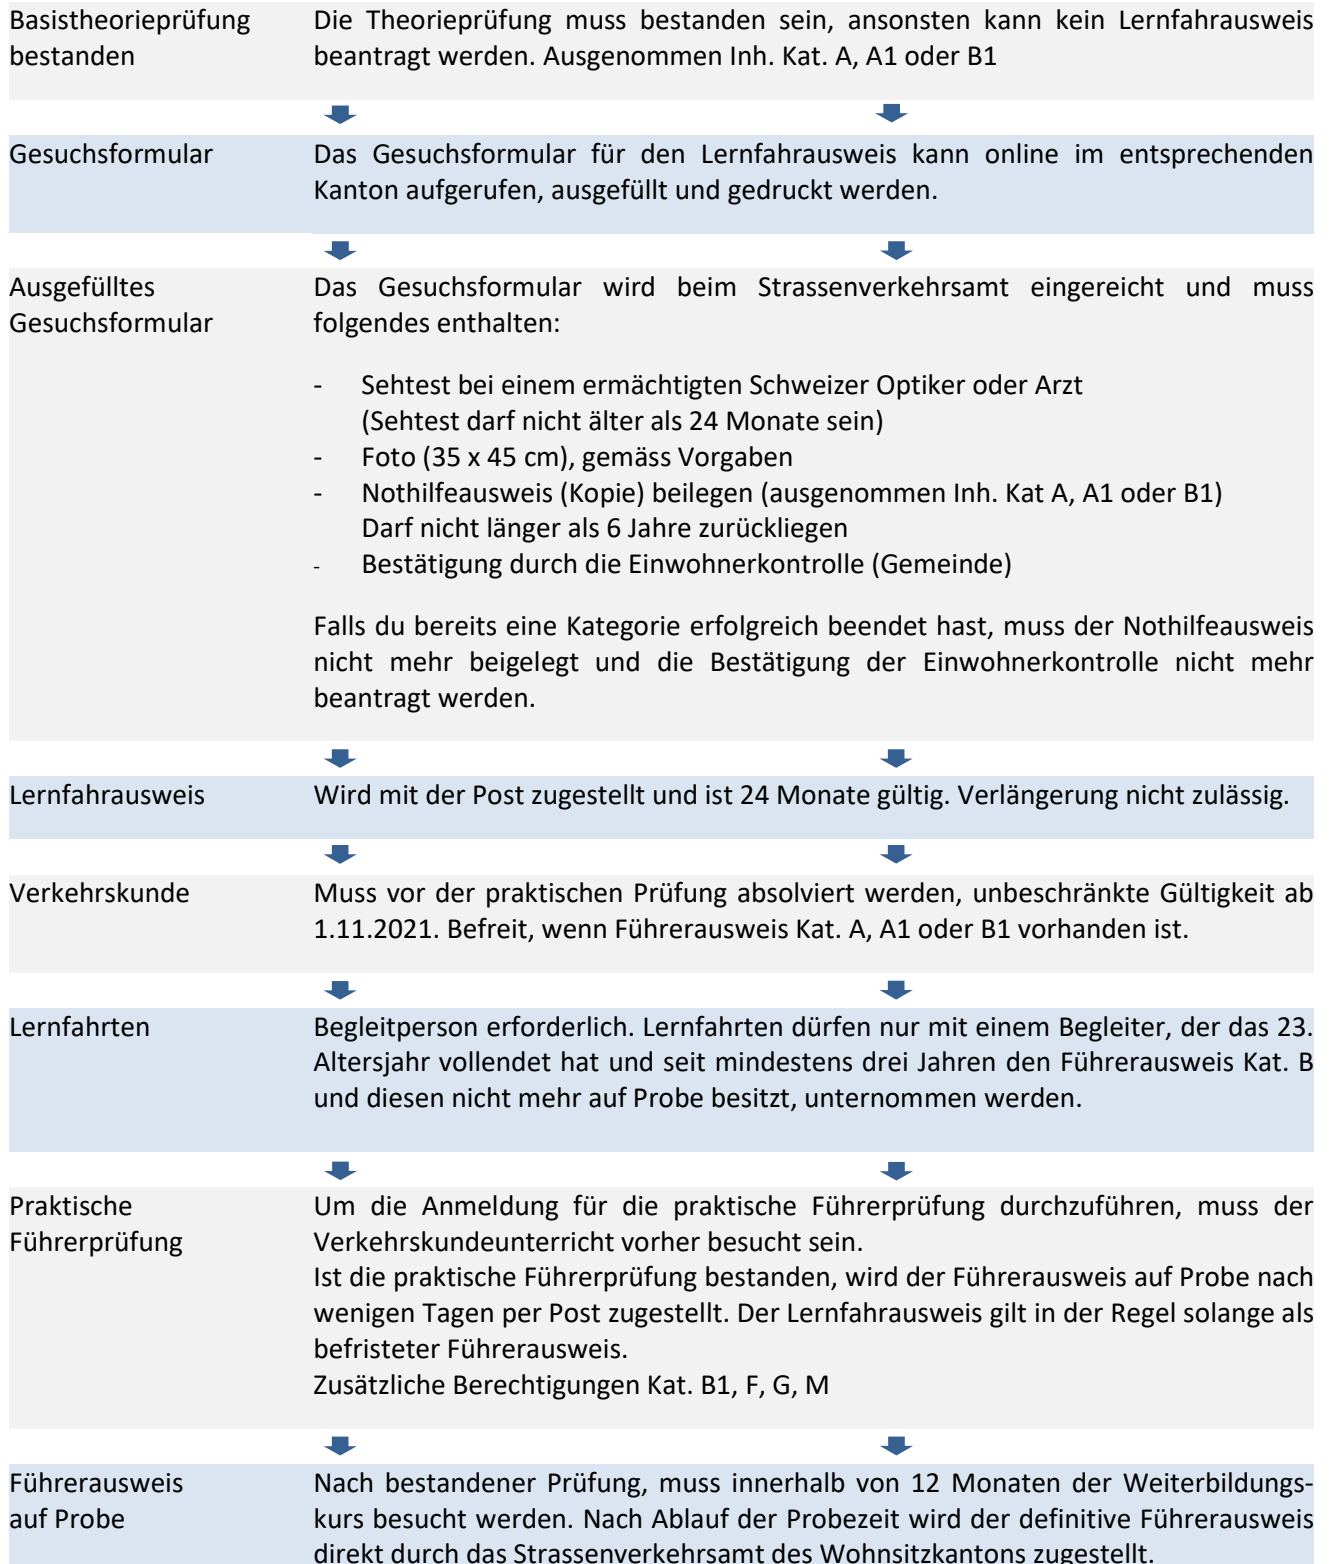 Basistheorieprüfung
bestanden
Die Theorieprüfung muss bestanden sein, ansonsten kann kein Lernfahrausweis
beantragt werden. Ausgenommen Inh. Kat. A, A1 oder B1
Gesuchsformular
Das Gesuchsformular für den Lernfahrausweis kann online im entsprechenden
Kanton aufgerufen, ausgefüllt und gedruckt werden.
Ausgefülltes
Gesuchsformular
Das Gesuchsformular wird beim Strassenverkehrsamt eingereicht und muss
folgendes enthalten:
- Sehtest bei einem ermächtigten Schweizer Optiker oder Arzt
(Sehtest darf nicht älter als 24 Monate sein)
- Foto (35 x 45 cm), gemäss Vorgaben
- Nothilfeausweis (Kopie) beilegen (ausgenommen Inh. Kat A, A1 oder B1)
Darf nicht länger als 6 Jahre zurückliegen
- Bestätigung durch die Einwohnerkontrolle (Gemeinde)
Falls du bereits eine Kategorie erfolgreich beendet hast, muss der Nothilfeausweis
nicht mehr beigelegt und die Bestätigung der Einwohnerkontrolle nicht mehr
beantragt werden.
Lernfahrausweis
Wird mit der Post zugestellt und ist 24 Monate gültig. Verlängerung nicht zulässig.
Verkehrskunde
Muss vor der praktischen Prüfung absolviert werden, unbeschränkte Gültigkeit ab
1.11.2021. Befreit, wenn Führerausweis Kat. A, A1 oder B1 vorhanden ist.
Lernfahrten
Begleitperson erforderlich. Lernfahrten dürfen nur mit einem Begleiter, der das 23.
Altersjahr vollendet hat und seit mindestens drei Jahren den Führerausweis Kat. B
und diesen nicht mehr auf Probe besitzt, unternommen werden.
Praktische
Führerprüfung
Um die Anmeldung für die praktische Führerprüfung durchzuführen, muss der
Verkehrskundeunterricht vorher besucht sein.
Ist die praktische Führerprüfung bestanden, wird der Führerausweis auf Probe nach
wenigen Tagen per Post zugestellt. Der Lernfahrausweis gilt in der Regel solange als
befristeter Führerausweis.
Zusätzliche Berechtigungen Kat. B1, F, G, M
Führerausweis
auf Probe
Nach bestandener Prüfung, muss innerhalb von 12 Monaten der Weiterbildungs-
kurs besucht werden. Nach Ablauf der Probezeit wird der definitive Führerausweis
direkt durch das Strassenverkehrsamt des Wohnsitzkantons zugestellt.